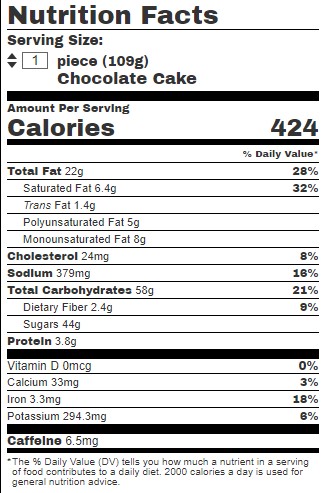 Nutrition Facts
Serving Size:
1 piece (109g)
Chocolate Cake
Amount Per Serving
Calories 424
% Daily Value*
Total Fat 22g 28%
Saturated Fat 6.4g 32%
Trans Fat 1.4g
Polyunsaturated Fat 5g
Monounsaturated Fat 8g
Cholesterol 24mg 8%
Sodium 379mg 16%
Total Carbohydrates 58g 21%
Dietary Fiber 2.4g 9%
Sugars 44g
Protein 3.8g
Vitamin D 0mcg 0%
Calcium 33mg 3%
Iron 3.3mg 18%
Potassium 294.3mg 6%
Caffeine 6.5mg
*The % Daily Value (DV) tells you how much a nutrient in a serving
of food contributes to a daily diet. 2000 calories a day is used for
general nutrition advice.